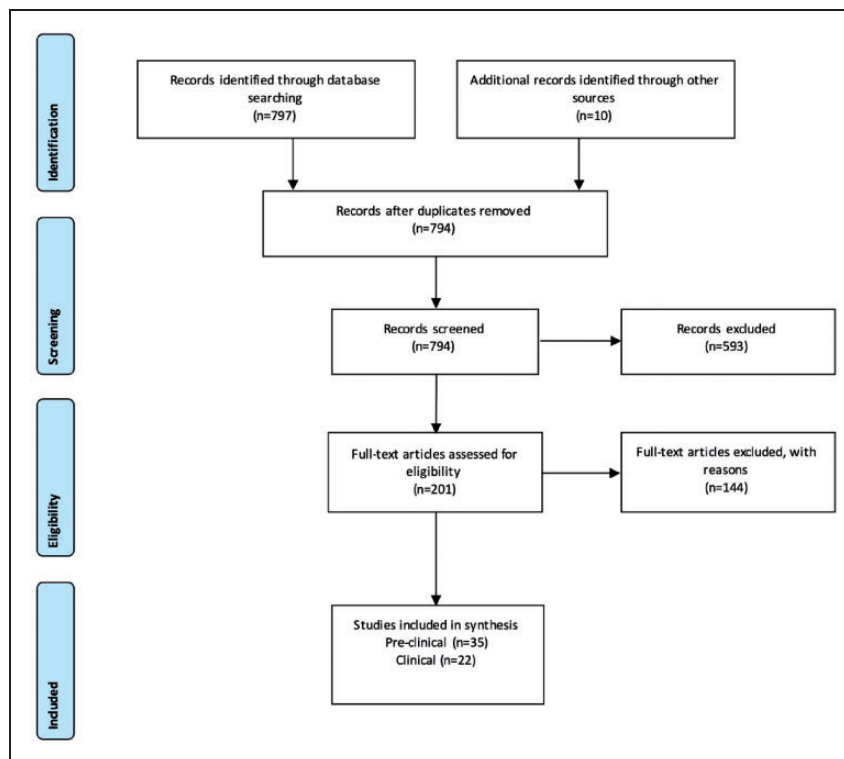 Identification
Records identified through database
searching
(n=797)
Additional records identified through other
sources
(n=10)
Records after duplicates removed
(n=794)
Screening
Records screened
(n=794)
Records excluded
(n=593)
Eligibility
Full-text articles assessed for
eligibility
(n=201)
Full-text articles excluded, with
reasons
(n=144)
Included
Studies included in synthesis
Pre-clinical (n=35)
Clinical (n=22)